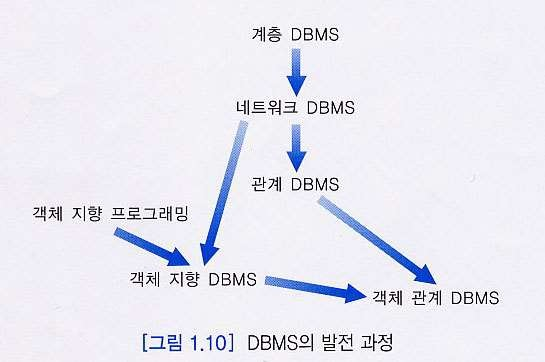 계층 DBMS
네트워크 DBMS
관계 DBMS
객체 지향 프로그래밍
객체 지향 DBMS
객체 관계 DBMS
[그림 1.10] DBMS의 발전 과정